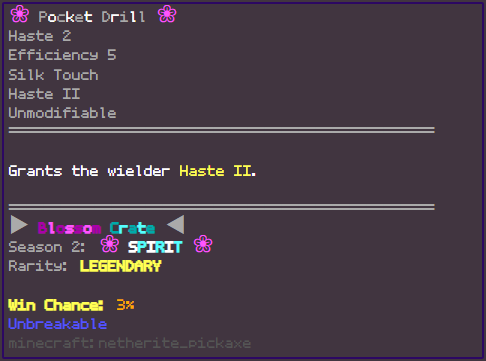 ❀ Pocket Drill ❀
Haste 2
Efficiency 5
Silk Touch
Haste II
Unmodifiable
Grants the wielder Haste II.
▶ Blossom Crate ◀
Season 2: ❀ SPIRIT ❀
Rarity: LEGENDARY
Win Chance: 3%
Unbreakable
minecraft:netherite_pickaxe